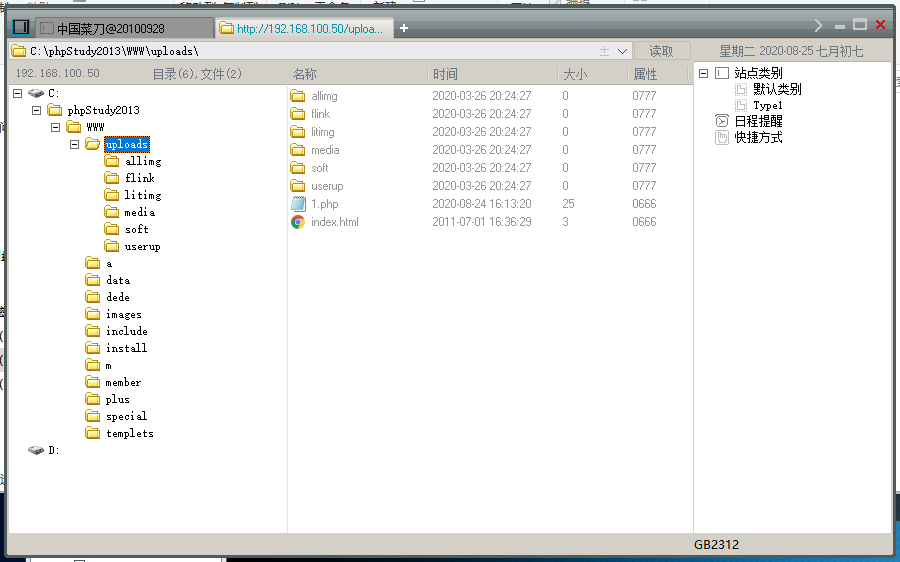 中国菜刀@20100928
http://192.168.100.50/uploa...
+
C:\phpStudy2013\WWW\uploads\
读取
星期二 2020-08-25 七月初七
192.168.100.50
目录(6),文件(2)
名称 时间 大小 属性
C:
phpStudy2013
WWW
uploads
allimg
flink
litimg
media
soft
userup
a
data
dede
images
include
install
m
member
plus
special
templets
D:
allimg 2020-03-26 20:24:27 0 0777
flink 2020-03-26 20:24:27 0 0777
litimg 2020-03-26 20:24:27 0 0777
media 2020-03-26 20:24:27 0 0777
soft 2020-03-26 20:24:27 0 0777
userup 2020-03-26 20:24:27 0 0777
1.php 2020-08-24 16:13:20 25 0666
index.html 2011-07-01 16:36:29 3 0666
站点类别
默认类别
Type1
日程提醒
快捷方式
GB2312